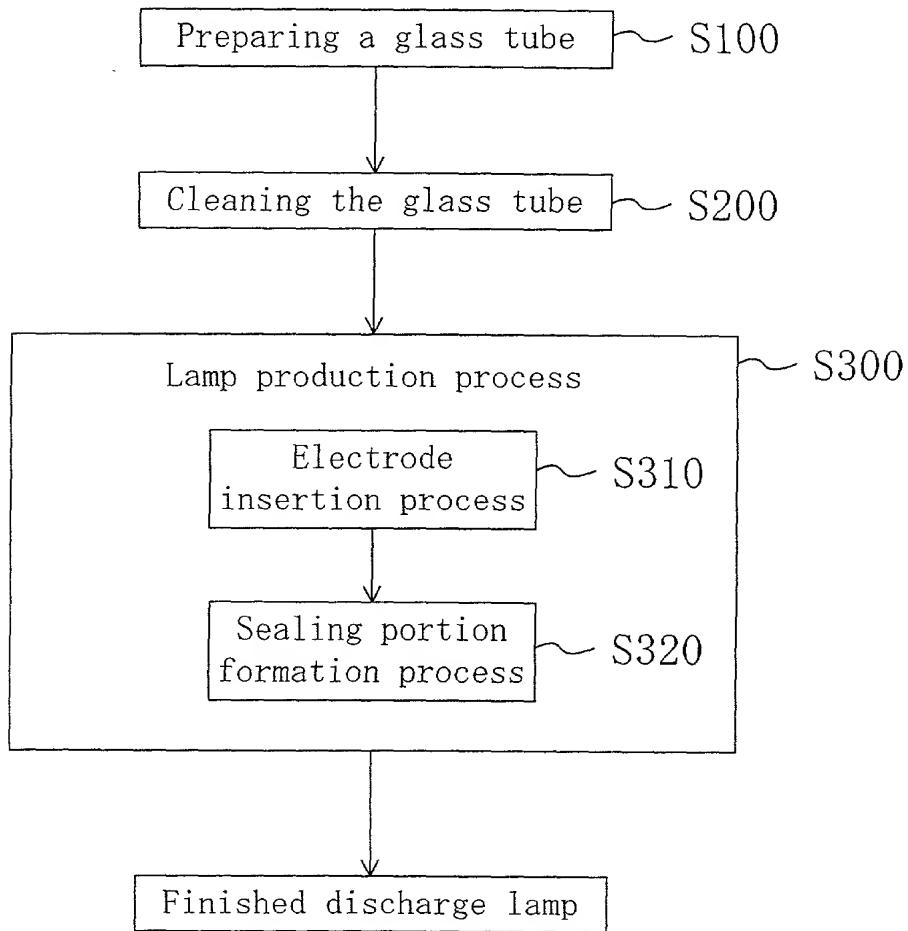 Preparing a glass tube
S100
Cleaning the glass tube
S200
Lamp production process
S300
Electrode
insertion process
S310
Sealing portion
formation process
S320
Finished discharge lamp